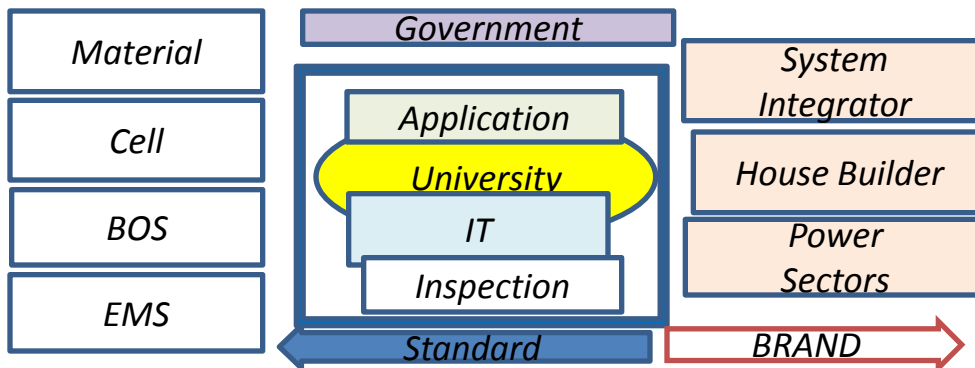 Material
Cell
BOS
EMS
Government
Application
University
IT
Inspection
Standard
System
Integrator
House Builder
Power
Sectors
BRAND